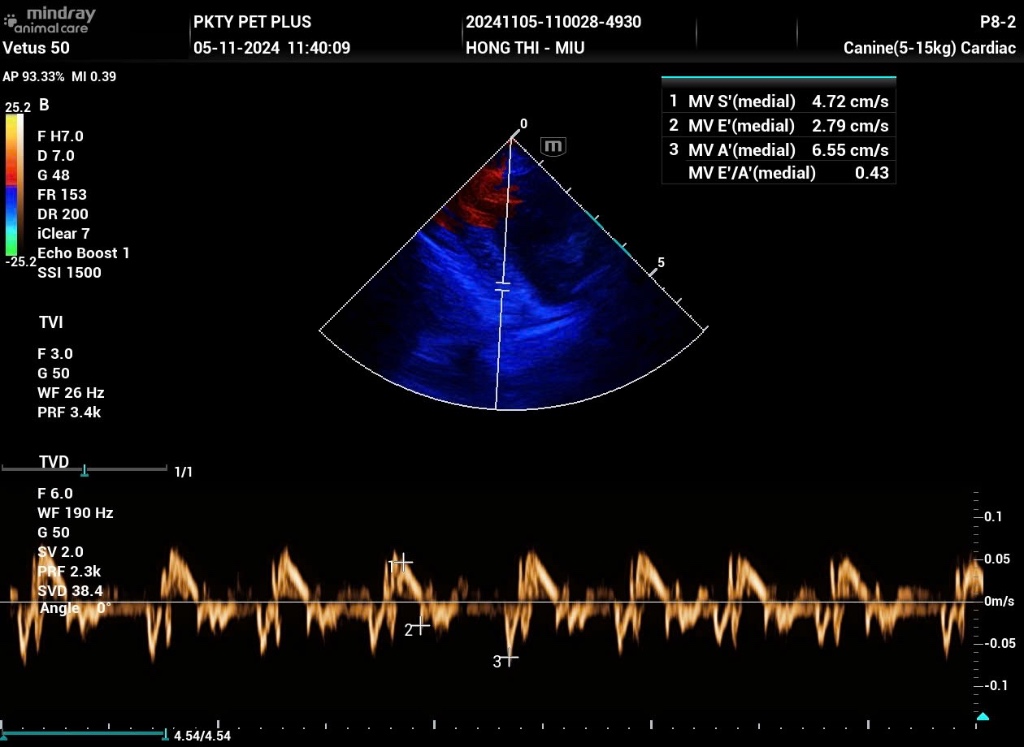 mindray
animal care
Vetus 50
PKTY PET PLUS
05-11-2024 11:40:09
20241105-110028-4930
HONG THI - MIU
P8-2
Canine(5-15kg) Cardiac
AP 93.33% MI 0.39
25.2
B
F H7.0
D 7.0
G 48
FR 153
DR 200
iClear 7
Echo Boost 1
-25.2
SSI 1500
TVI
F 3.0
G 50
WF 26 Hz
PRF 3.4k
TVD
1/1
F 6.0
WF 190 Hz
G 50
SV 2.0
PRF 2.3k
SVD 38.4
Angle 0°
0
m
5
1 MV S'(medial) 4.72 cm/s
2 MV E'(medial) 2.79 cm/s
3 MV A'(medial) 6.55 cm/s
MV E'/A'(medial) 0.43
0.1
0.05
0m/s
-0.05
-0.1
1
2
3
4.54/4.54